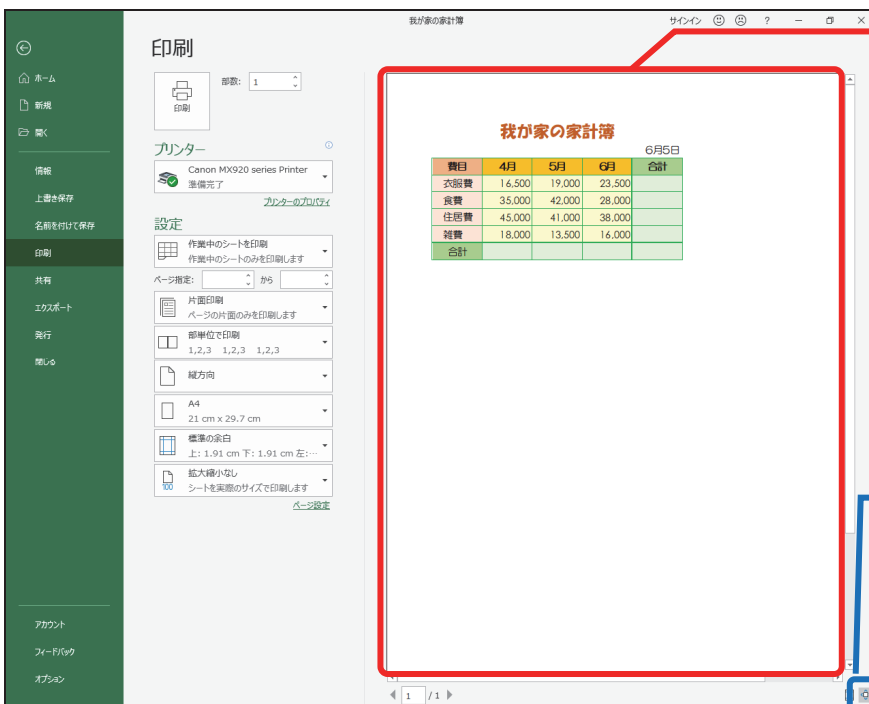 我が家の家計簿
サインイン ? － ×
印刷
ホーム
新規
開く
情報
上書き保存
名前を付けて保存
印刷
共有
エクスポート
発行
閉じる
アカウント
フィードバック
オプション
印刷
部数: 1
プリンター
Canon MX920 series Printer
準備完了
プリンターのプロパティ
設定
作業中のシートを印刷
作業中のシートのみを印刷します
ページ指定: から
片面印刷
ページの片面のみを印刷します
部単位で印刷
1,2,3 1,2,3 1,2,3
縦方向
A4
21 cm x 29.7 cm
標準の余白
上: 1.91 cm 下: 1.91 cm 左:…
拡大縮小なし
100
シートを実際のサイズで印刷します
ページ設定
我が家の家計簿
6月5日
費目 4月 5月 6月 合計
衣服費 16,500 19,000 23,500
食費 35,000 42,000 28,000
住居費 45,000 41,000 38,000
雑費 18,000 13,500 16,000
合計
1 /1